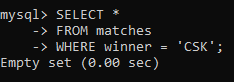 mysql> SELECT *
    -> FROM matches
    -> WHERE winner = 'CSK';
Empty set (0.00 sec)